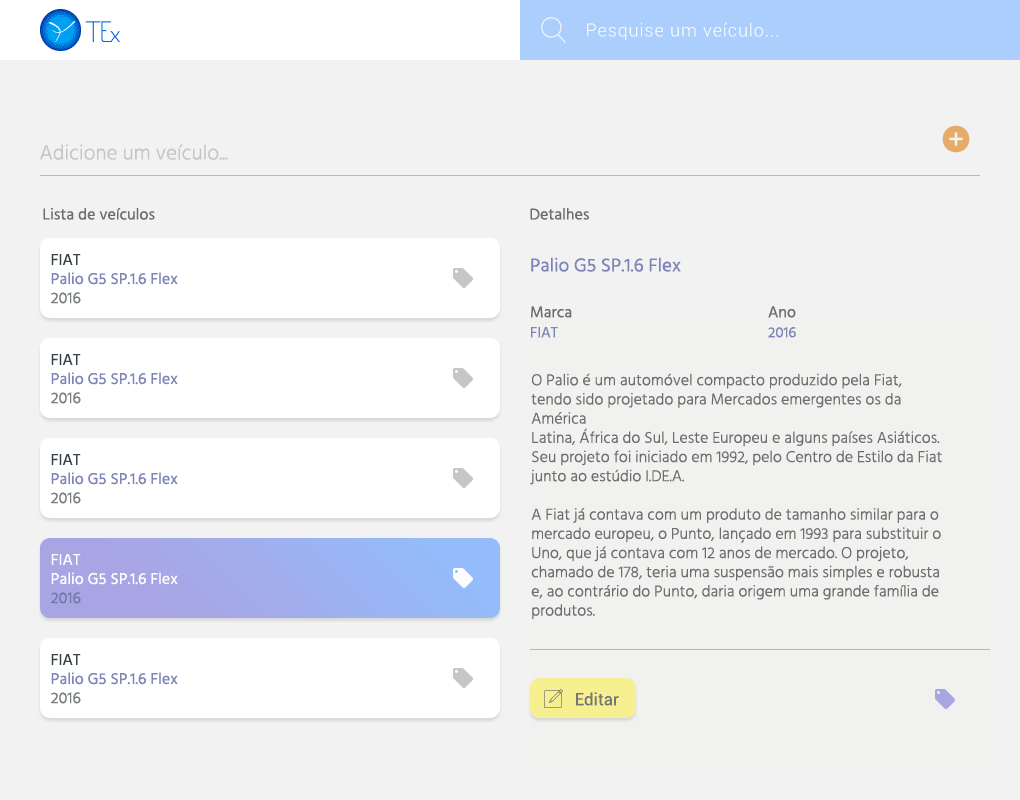 TEx
Pesquise um veículo...
Adicione um veículo...
Lista de veículos
FIAT
Palio G5 SP.1.6 Flex
2016
FIAT
Palio G5 SP.1.6 Flex
2016
FIAT
Palio G5 SP.1.6 Flex
2016
FIAT
Palio G5 SP.1.6 Flex
2016
FIAT
Palio G5 SP.1.6 Flex
2016
Detalhes
Palio G5 SP.1.6 Flex
Marca
FIAT
Ano
2016
O Palio é um automóvel compacto produzido pela Fiat,
tendo sido projetado para Mercados emergentes os da
América
Latina, África do Sul, Leste Europeu e alguns países Asiáticos.
Seu projeto foi iniciado em 1992, pelo Centro de Estilo da Fiat
junto ao estúdio I.DE.A.
A Fiat já contava com um produto de tamanho similar para o
mercado europeu, o Punto, lançado em 1993 para substituir o
Uno, que já contava com 12 anos de mercado. O projeto,
chamado de 178, teria uma suspensão mais simples e robusta
e, ao contrário do Punto, daria origem uma grande família de
produtos.
Editar